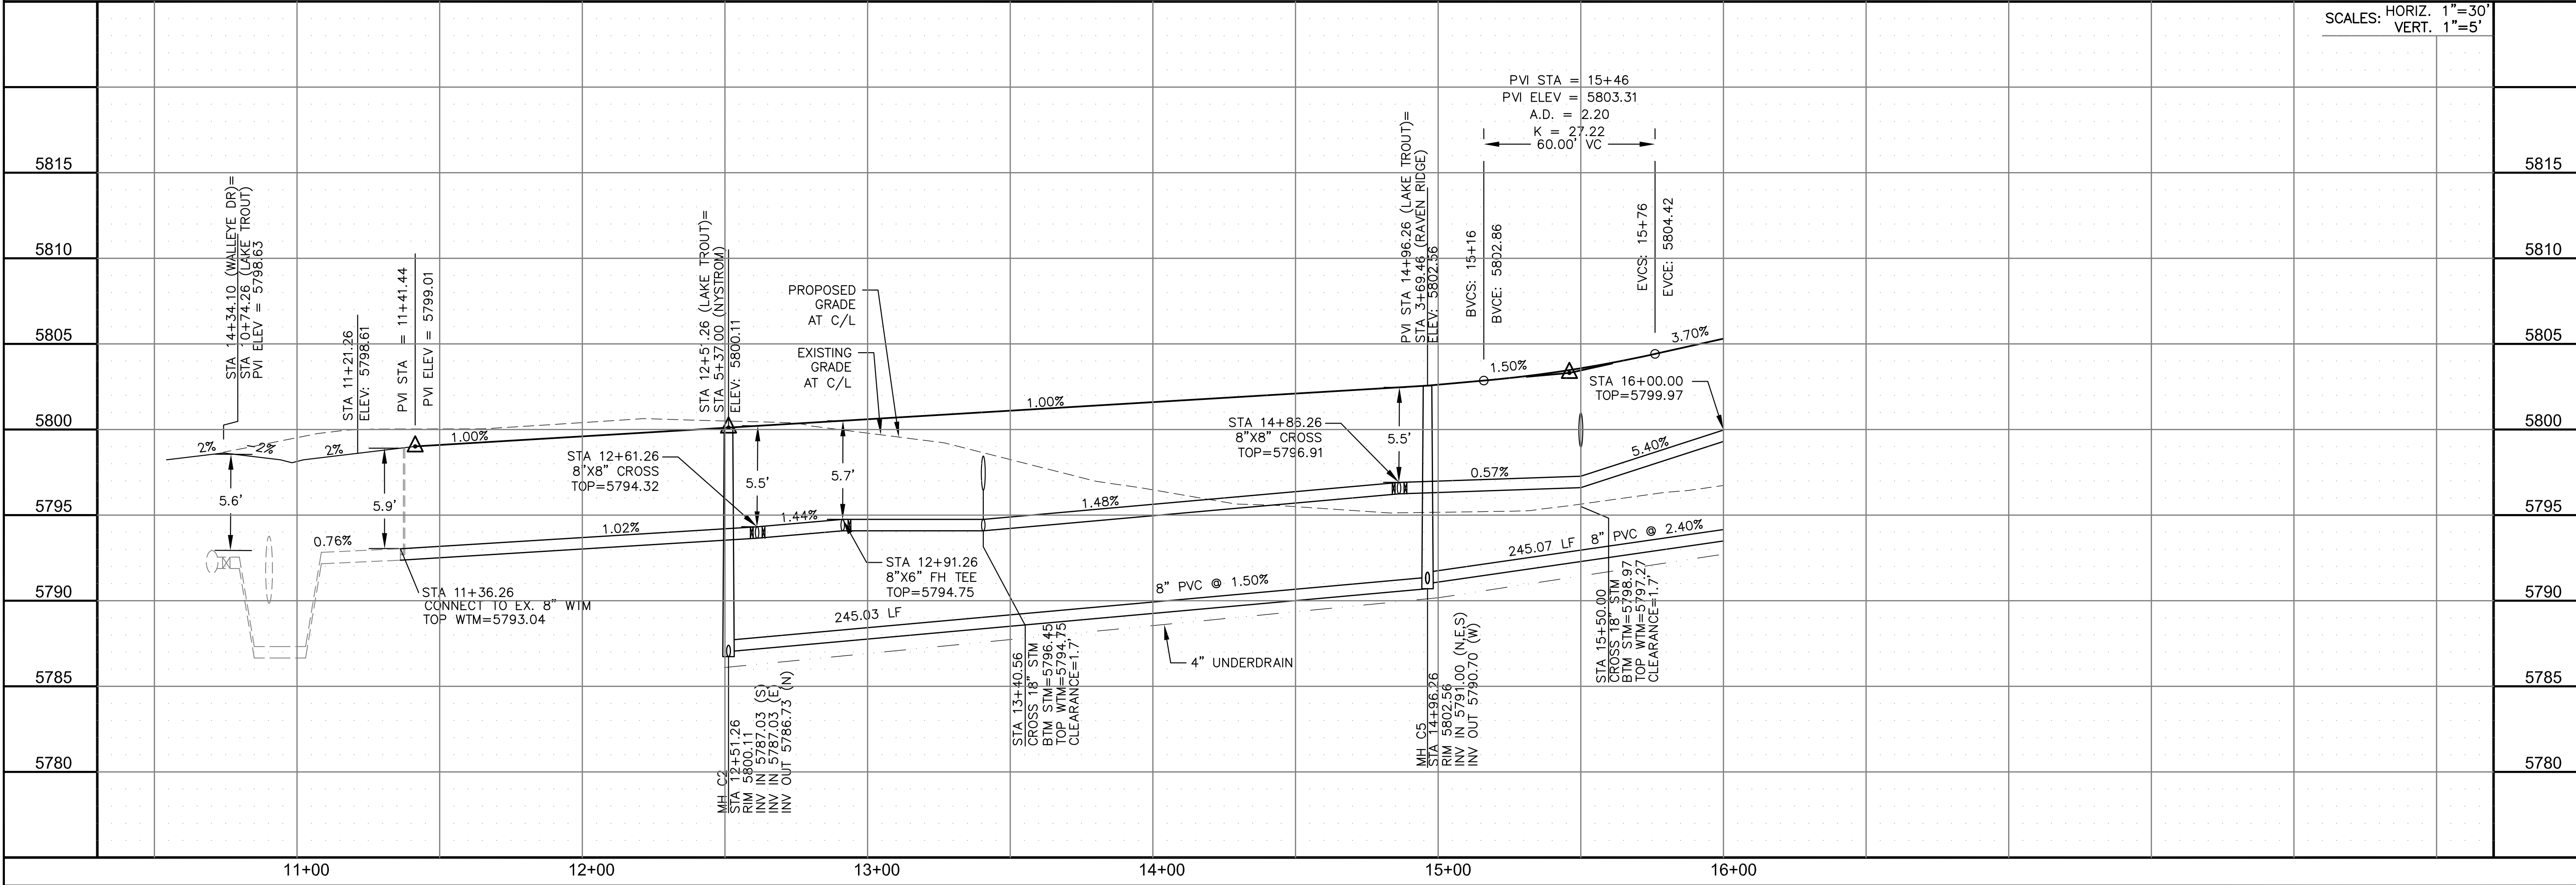 SCALES: HORIZ. 1"=30'
VERT. 1"=5'
PVI STA = 15+46
PVI ELEV = 5803.31
A.D. = 2.20
K = 27.22
60.00' VC
5815
5815
5810
5810
5805
5805
5800
5800
5795
5795
5790
5790
5785
5785
5780
5780
STA 14+34.10 (WALLEYE DR)=
STA 10+74.26 (LAKE TROUT)
PVI ELEV = 5798.63
STA 11+21.26
ELEV: 5798.61
PVI STA = 11+41.44
PVI ELEV = 5799.01
STA 12+51.26 (LAKE TROUT)=
STA 5+37.00 (NYSTROM)
ELEV: 5800.11
PROPOSED
GRADE
AT C/L
EXISTING
GRADE
AT C/L
PVI STA 14+96.26 (LAKE TROUT)=
STA 3+69.46 (RAVEN RIDGE)
ELEV: 5802.56
BVCS: 15+16
BVCE: 5802.86
EVCS: 15+76
EVCE: 5804.42
2%
-2%
2%
1.00%
1.00%
1.50%
3.70%
STA 16+00.00
TOP=5799.97
STA 14+86.26
8"X8" CROSS
TOP=5796.91
5.5'
STA 12+61.26
8"X8" CROSS
TOP=5794.32
5.6'
5.9'
5.5'
5.7'
0.76%
1.02%
1.44%
1.48%
0.57%
5.40%
STA 11+36.26
CONNECT TO EX. 8" WTM
TOP WTM=5793.04
STA 12+91.26
8"X6" FH TEE
TOP=5794.75
245.03 LF
8" PVC @ 1.50%
245.07 LF
8" PVC @ 2.40%
4" UNDERDRAIN
MH C2
STA 12+51.26
RIM 5800.11
INV IN 5787.03 (S)
INV IN 5787.03 (E)
INV OUT 5786.73 (N)
STA 13+40.56
CROSS 18" STM
BTM STM=5796.45
TOP WTM=5794.75
CLEARANCE=1.7'
MH C5
STA 14+96.26
RIM 5802.56
INV IN 5791.00 (N,E,S)
INV OUT 5790.70 (W)
STA 15+50.00
CROSS 18" STM
BTM STM=5798.97
TOP WTM=5797.27
CLEARANCE=1.7'
11+00
12+00
13+00
14+00
15+00
16+00